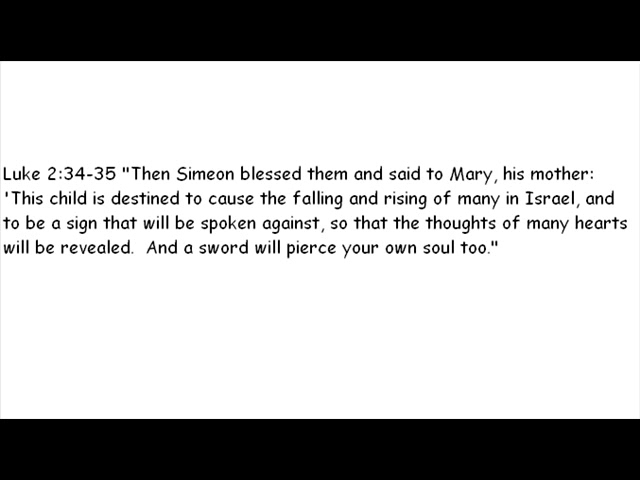 Luke 2:34-35 "Then Simeon blessed them and said to Mary, his mother:
'This child is destined to cause the falling and rising of many in Israel, and
to be a sign that will be spoken against, so that the thoughts of many hearts
will be revealed.  And a sword will pierce your own soul too."